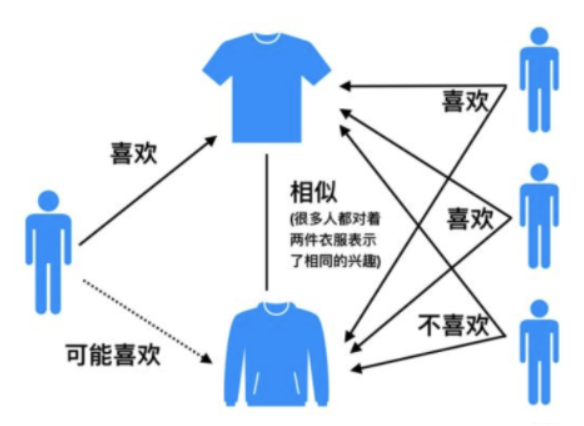 喜欢
喜欢
相似
(很多人都对着
两件衣服表示
了相同的兴趣)
喜欢
不喜欢
可能喜欢